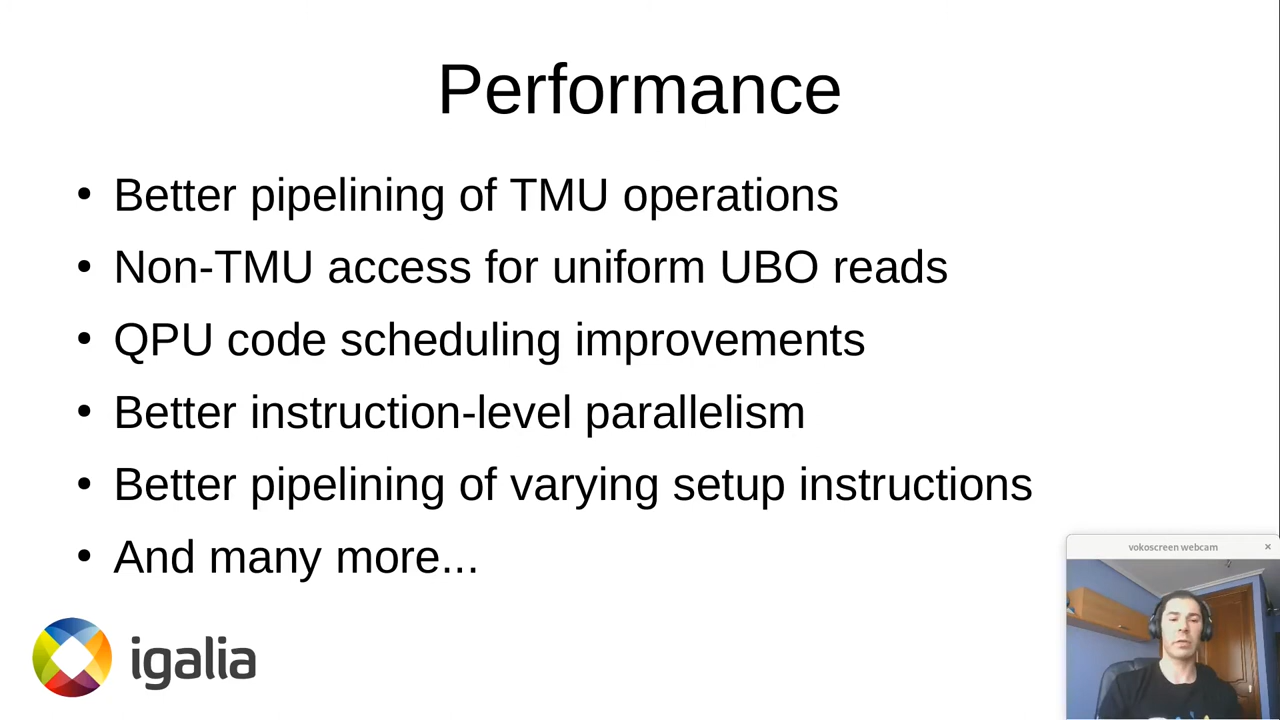 Performance
• Better pipelining of TMU operations
• Non-TMU access for uniform UBO reads
• QPU code scheduling improvements
• Better instruction-level parallelism
• Better pipelining of varying setup instructions
• And many more...
vokoscreen webcam ×
igalia